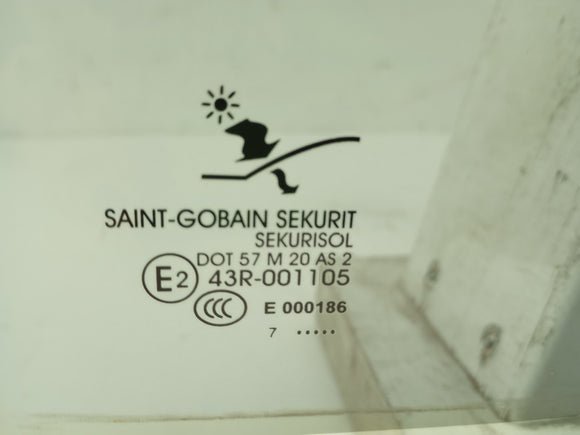 SAINT-GOBAIN SEKURIT
SEKURISOL
DOT 57 M 20 AS 2
E2 43R-001105
CCC E 000186
7 •••••